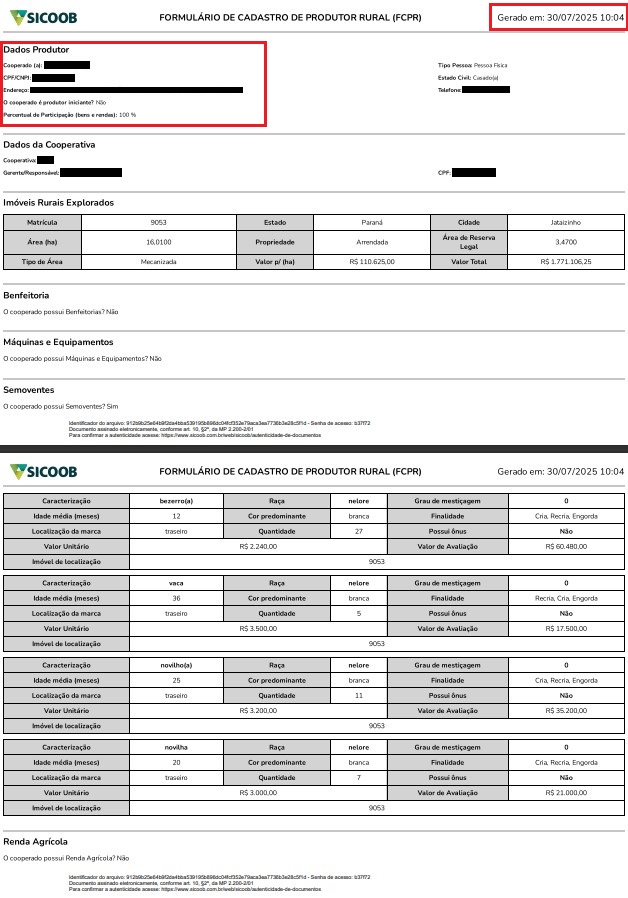 SICOOB FORMULÁRIO DE CADASTRO DE PRODUTOR RURAL (FCPR) Gerado em: 30/07/2025 10:04
Dados Produtor
Cooperado (a): Tipo Pessoa: Pessoa Física
CPF/CNPJ: Estado Civil: Casado(a)
Endereço: Telefone:
O cooperado é produtor iniciante? Não
Percentual de Participação (bens e rendas): 100 %
Dados da Cooperativa
Cooperativa:
Gerente/Responsável: CPF:
Imóveis Rurais Explorados
Matrícula 9053 Estado Paraná Cidade Jataizinho
Área (ha) 16,0100 Propriedade Arrendada Área de Reserva Legal 3,4700
Tipo de Área Mecanizada Valor p/ (ha) R$ 110.625,00 Valor Total R$ 1.771.106,25
Benfeitoria
O cooperado possui Benfeitorias? Não
Máquinas e Equipamentos
O cooperado possui Máquinas e Equipamentos? Não
Semoventes
O cooperado possui Semoventes? Sim
Documento assinado eletronicamente, conforme art. 10, §2º, da MP 2.200-2/01
Para confirmar a autenticidade acesse: https://www.sicoob.com.br/web/sicoob/autenticidade-de-documentos
SICOOB FORMULÁRIO DE CADASTRO DE PRODUTOR RURAL (FCPR) Gerado em: 30/07/2025 10:04
Caracterização bezerro(a) Raça nelore Grau de mestiçagem 0
Idade média (meses) 12 Cor predominante branca Finalidade Cria, Recria, Engorda
Localização da marca traseiro Quantidade 27 Possui ônus Não
Valor Unitário R$ 2.240,00 Valor de Avaliação R$ 60.480,00
Imóvel de localização 9053
Caracterização vaca Raça nelore Grau de mestiçagem 0
Idade média (meses) 36 Cor predominante branca Finalidade Recria, Cria, Engorda
Localização da marca traseiro Quantidade 5 Possui ônus Não
Valor Unitário R$ 3.500,00 Valor de Avaliação R$ 17.500,00
Imóvel de localização 9053
Caracterização novilho(a) Raça nelore Grau de mestiçagem 0
Idade média (meses) 25 Cor predominante branca Finalidade Cria, Recria, Engorda
Localização da marca traseiro Quantidade 11 Possui ônus Não
Valor Unitário R$ 3.200,00 Valor de Avaliação R$ 35.200,00
Imóvel de localização 9053
Caracterização novilha Raça nelore Grau de mestiçagem 0
Idade média (meses) 20 Cor predominante branca Finalidade Cria, Recria, Engorda
Localização da marca traseiro Quantidade 7 Possui ônus Não
Valor Unitário R$ 3.000,00 Valor de Avaliação R$ 21.000,00
Imóvel de localização 9053
Renda Agrícola
O cooperado possui Renda Agrícola? Não
Documento assinado eletronicamente, conforme art. 10, §2º, da MP 2.200-2/01
Para confirmar a autenticidade acesse: https://www.sicoob.com.br/web/sicoob/autenticidade-de-documentos